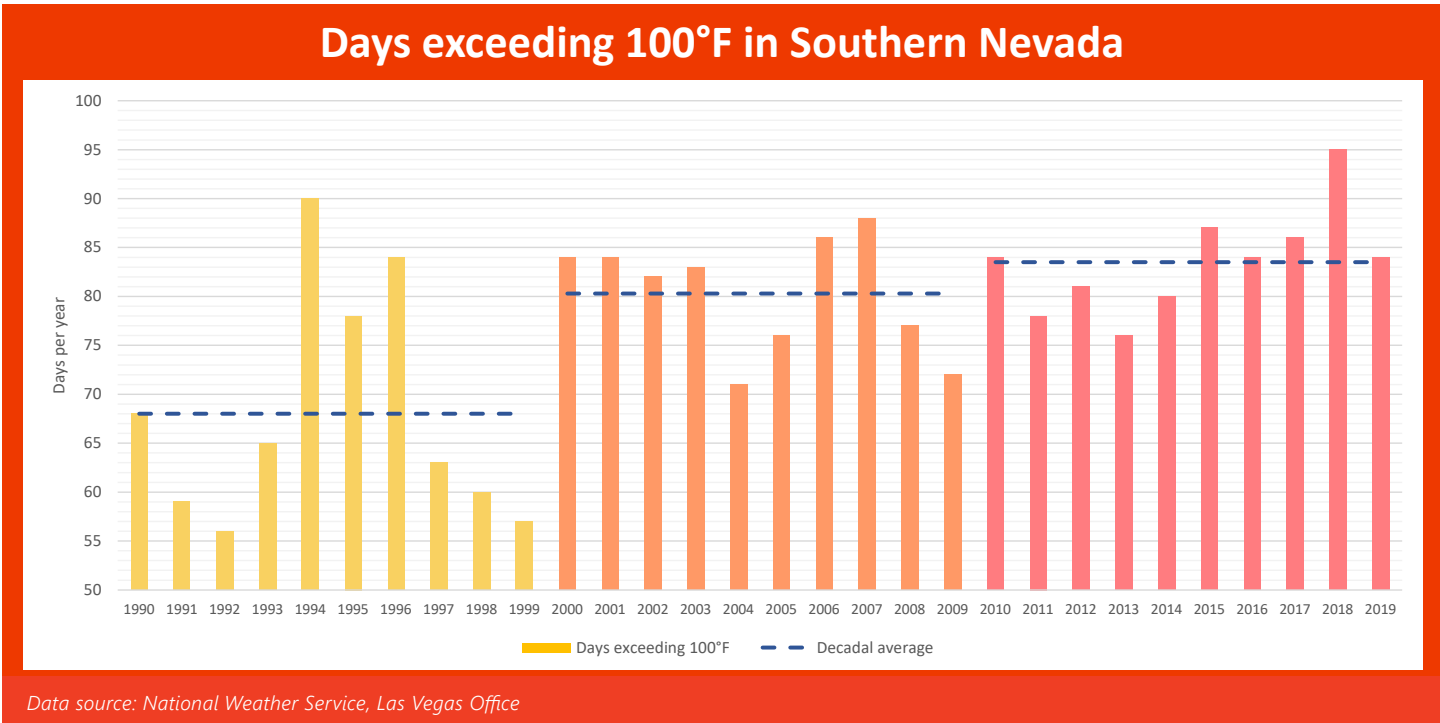 Days exceeding 100°F in Southern Nevada
100
95
90
85
80
75
70
65
60
55
50
Days per year
1990 1991 1992 1993 1994 1995 1996 1997 1998 1999 2000 2001 2002 2003 2004 2005 2006 2007 2008 2009 2010 2011 2012 2013 2014 2015 2016 2017 2018 2019
Days exceeding 100°F Decadal average
Data source: National Weather Service, Las Vegas Office